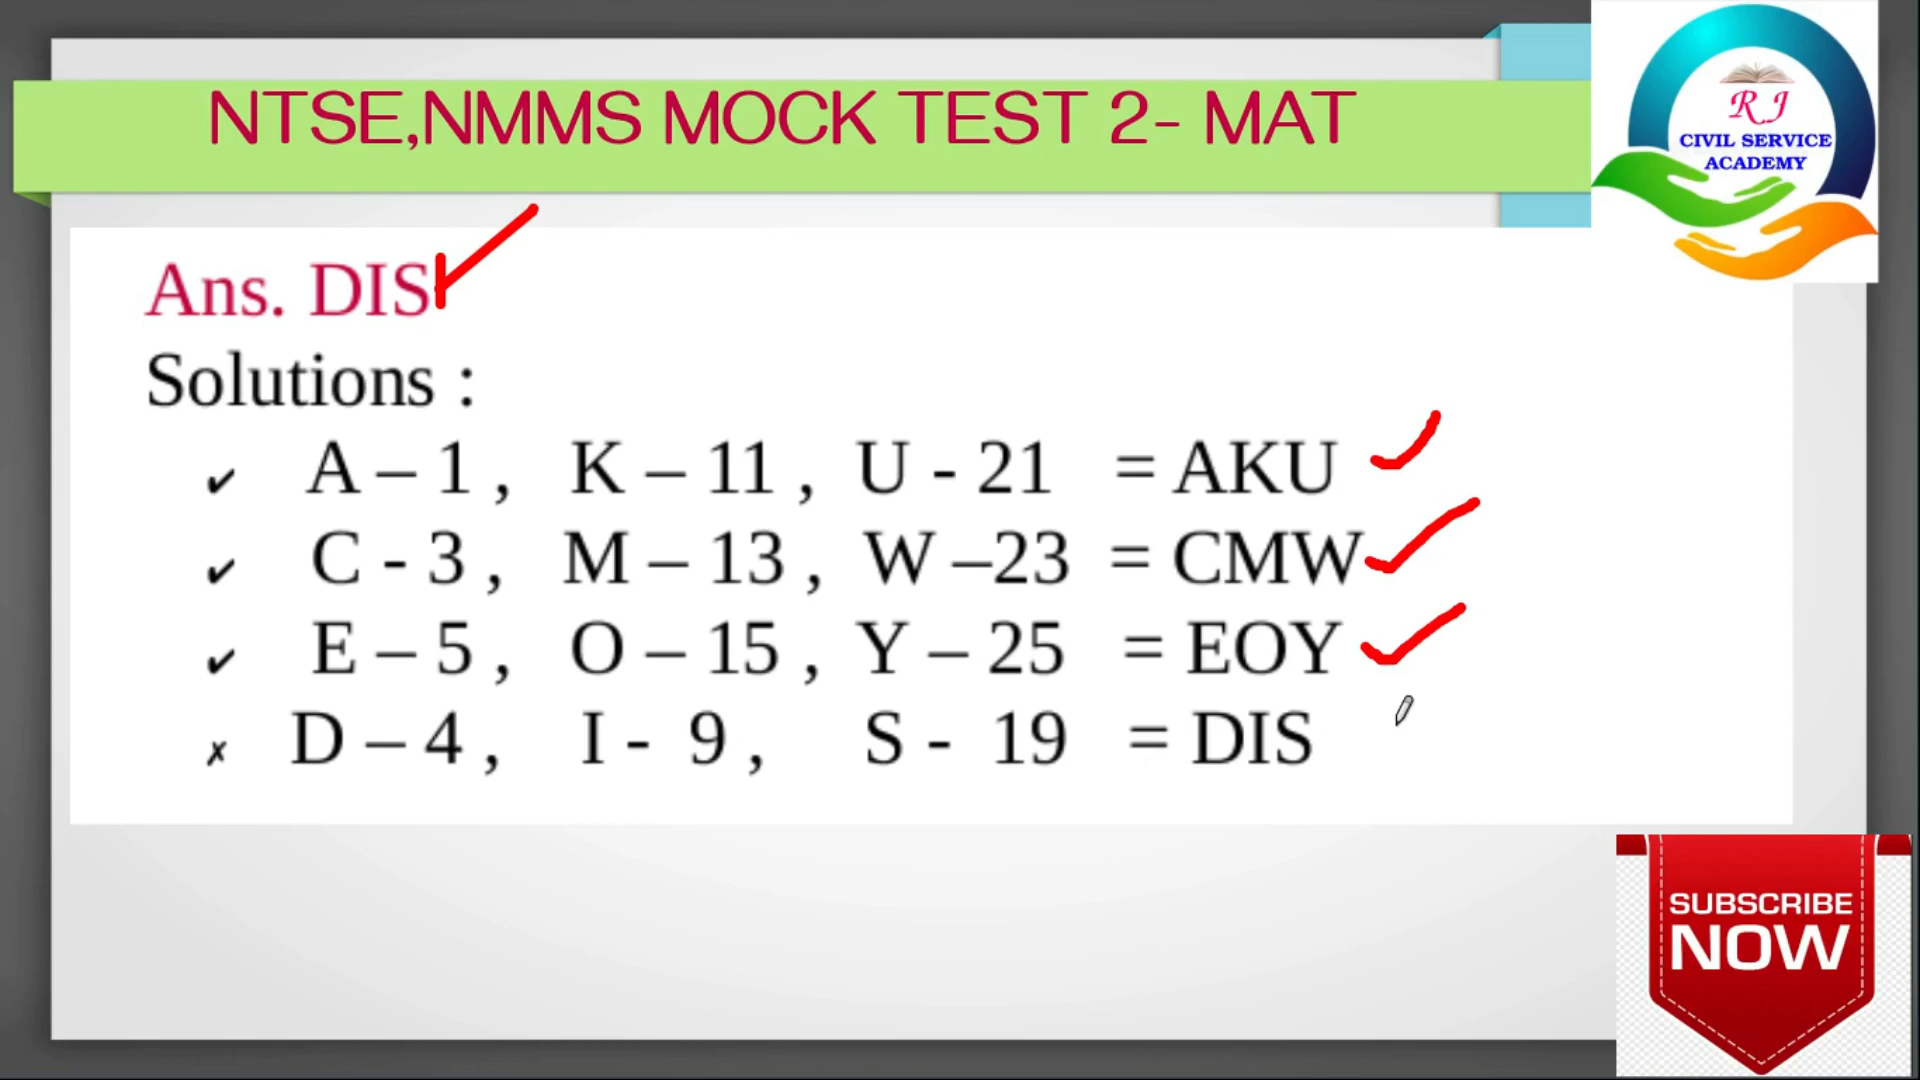 NTSE,NMMS MOCK TEST 2- MAT
RJ
CIVIL SERVICE
ACADEMY
Ans. DIS
Solutions :
✔ A – 1 , K – 11 , U - 21 = AKU
✔ C - 3 , M – 13 , W –23 = CMW
✔ E – 5 , O – 15 , Y – 25 = EOY
✗ D – 4 , I - 9 , S - 19 = DIS
SUBSCRIBE
NOW